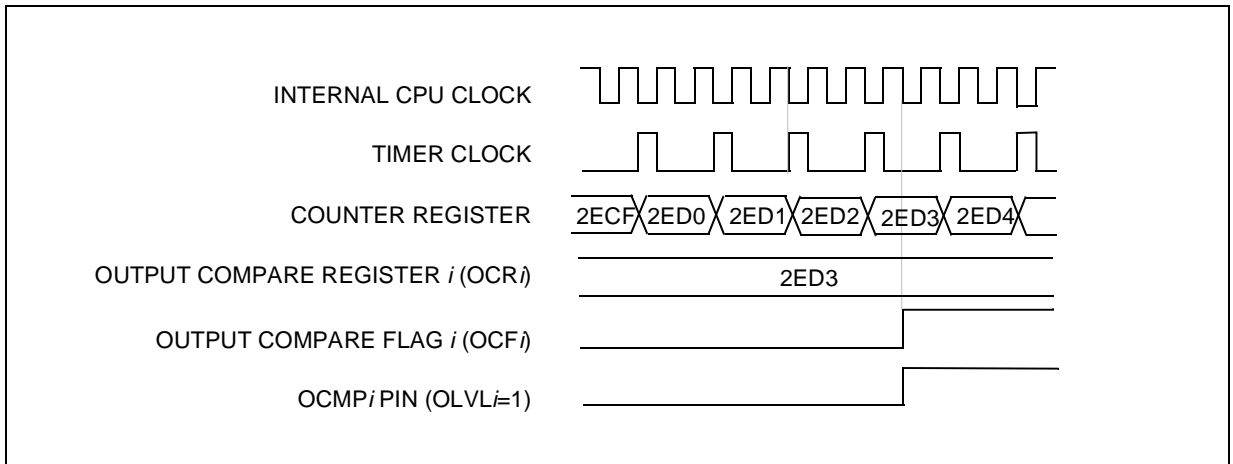 INTERNAL CPU CLOCK
TIMER CLOCK
COUNTER REGISTER 2ECF 2ED0 2ED1 2ED2 2ED3 2ED4
OUTPUT COMPARE REGISTER i (OCRi) 2ED3
OUTPUT COMPARE FLAG i (OCFi)
OCMPi PIN (OLVLi=1)